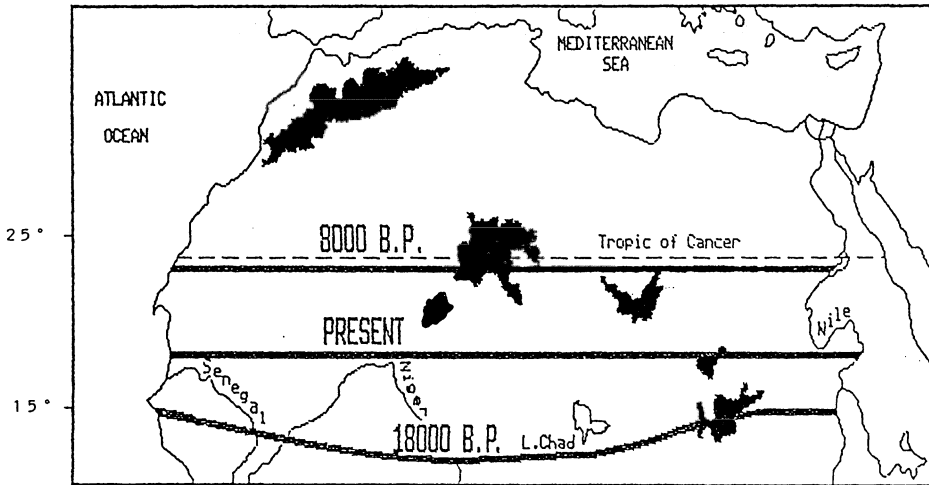 MEDITERRANEAN
SEA
ATLANTIC
OCEAN
25°
8000 B.P.
Tropic of Cancer
PRESENT
Nile
Senegal
Niger
15°
18000 B.P.
L.Chad